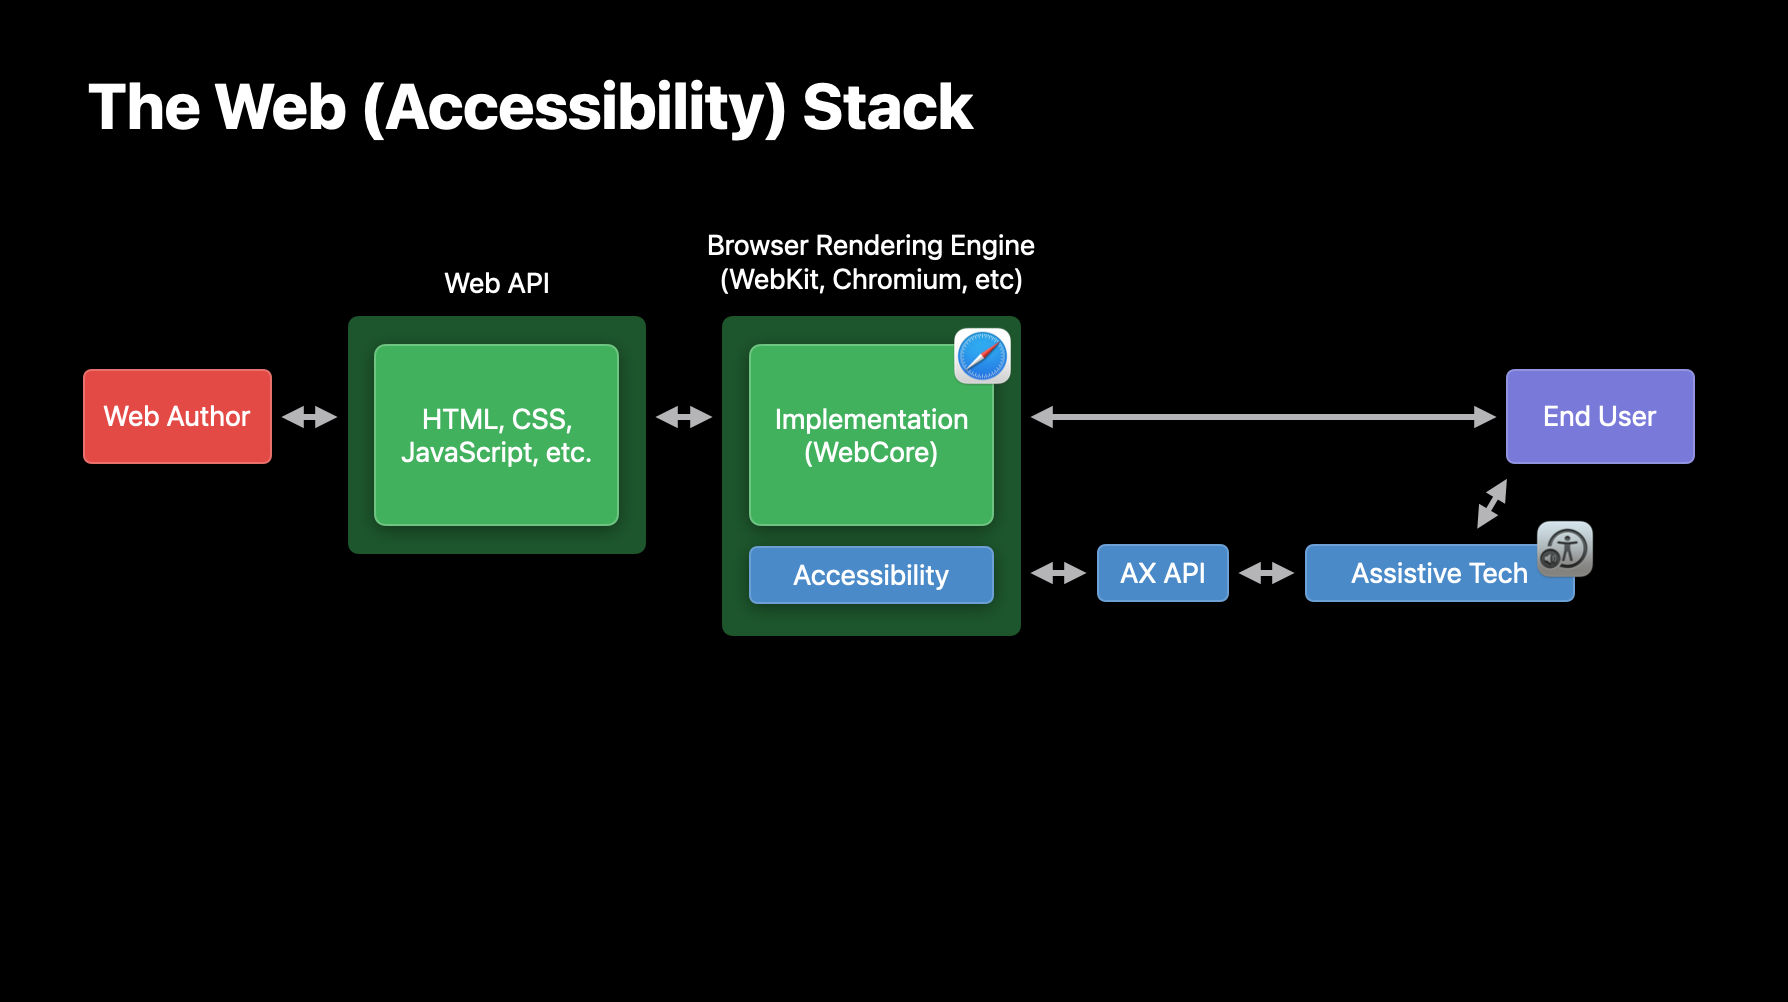 The Web (Accessibility) Stack
Web API
Browser Rendering Engine
(WebKit, Chromium, etc)
Web Author
HTML, CSS,
JavaScript, etc.
Implementation
(WebCore)
End User
Accessibility
AX API
Assistive Tech